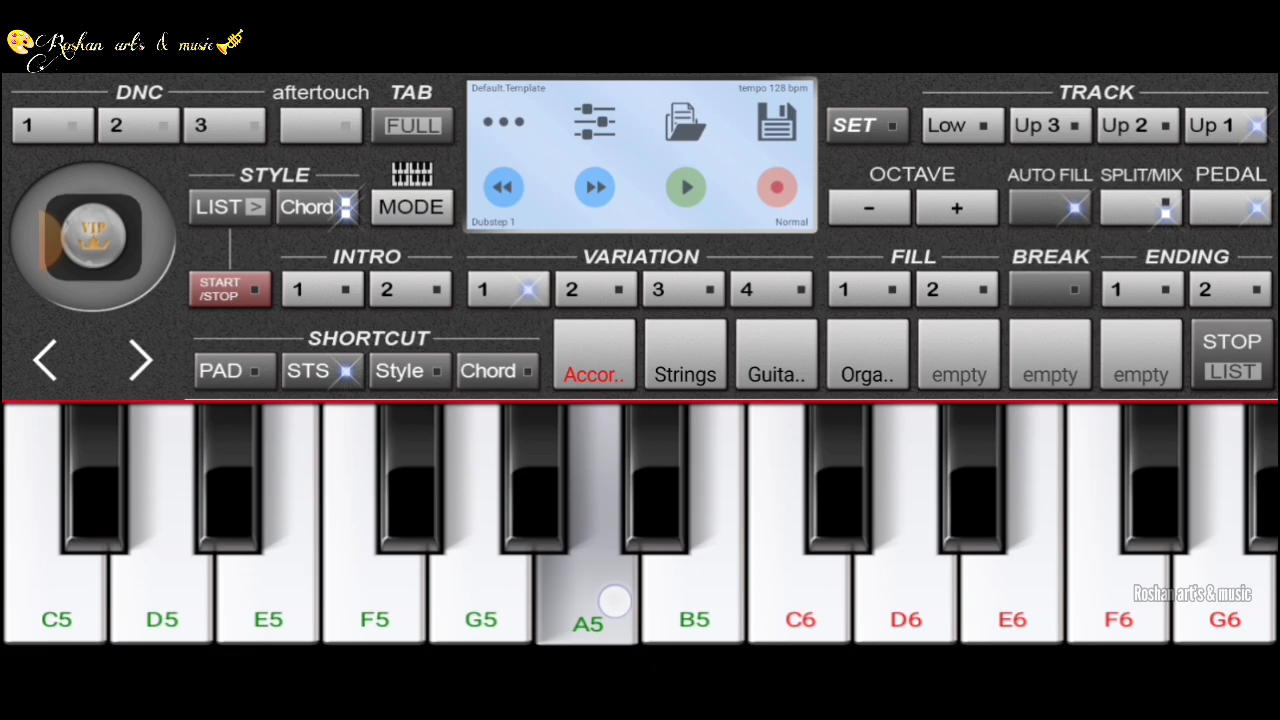 Roshan art's & music
DNC aftertouch TAB
1 2 3 FULL
Default.Template tempo 128 bpm
Dubstep 1 Normal
TRACK
SET Low Up 3 Up 2 Up 1
VIP
STYLE
LIST > Chord MODE
OCTAVE AUTO FILL SPLIT/MIX PEDAL
- +
INTRO VARIATION FILL BREAK ENDING
START
/STOP
1 2 1 2 3 4 1 2 1 2
SHORTCUT
PAD STS Style Chord
Accor.. Strings Guita.. Orga.. empty empty empty
STOP
LIST
Roshan art's & music
C5 D5 E5 F5 G5 A5 B5 C6 D6 E6 F6 G6